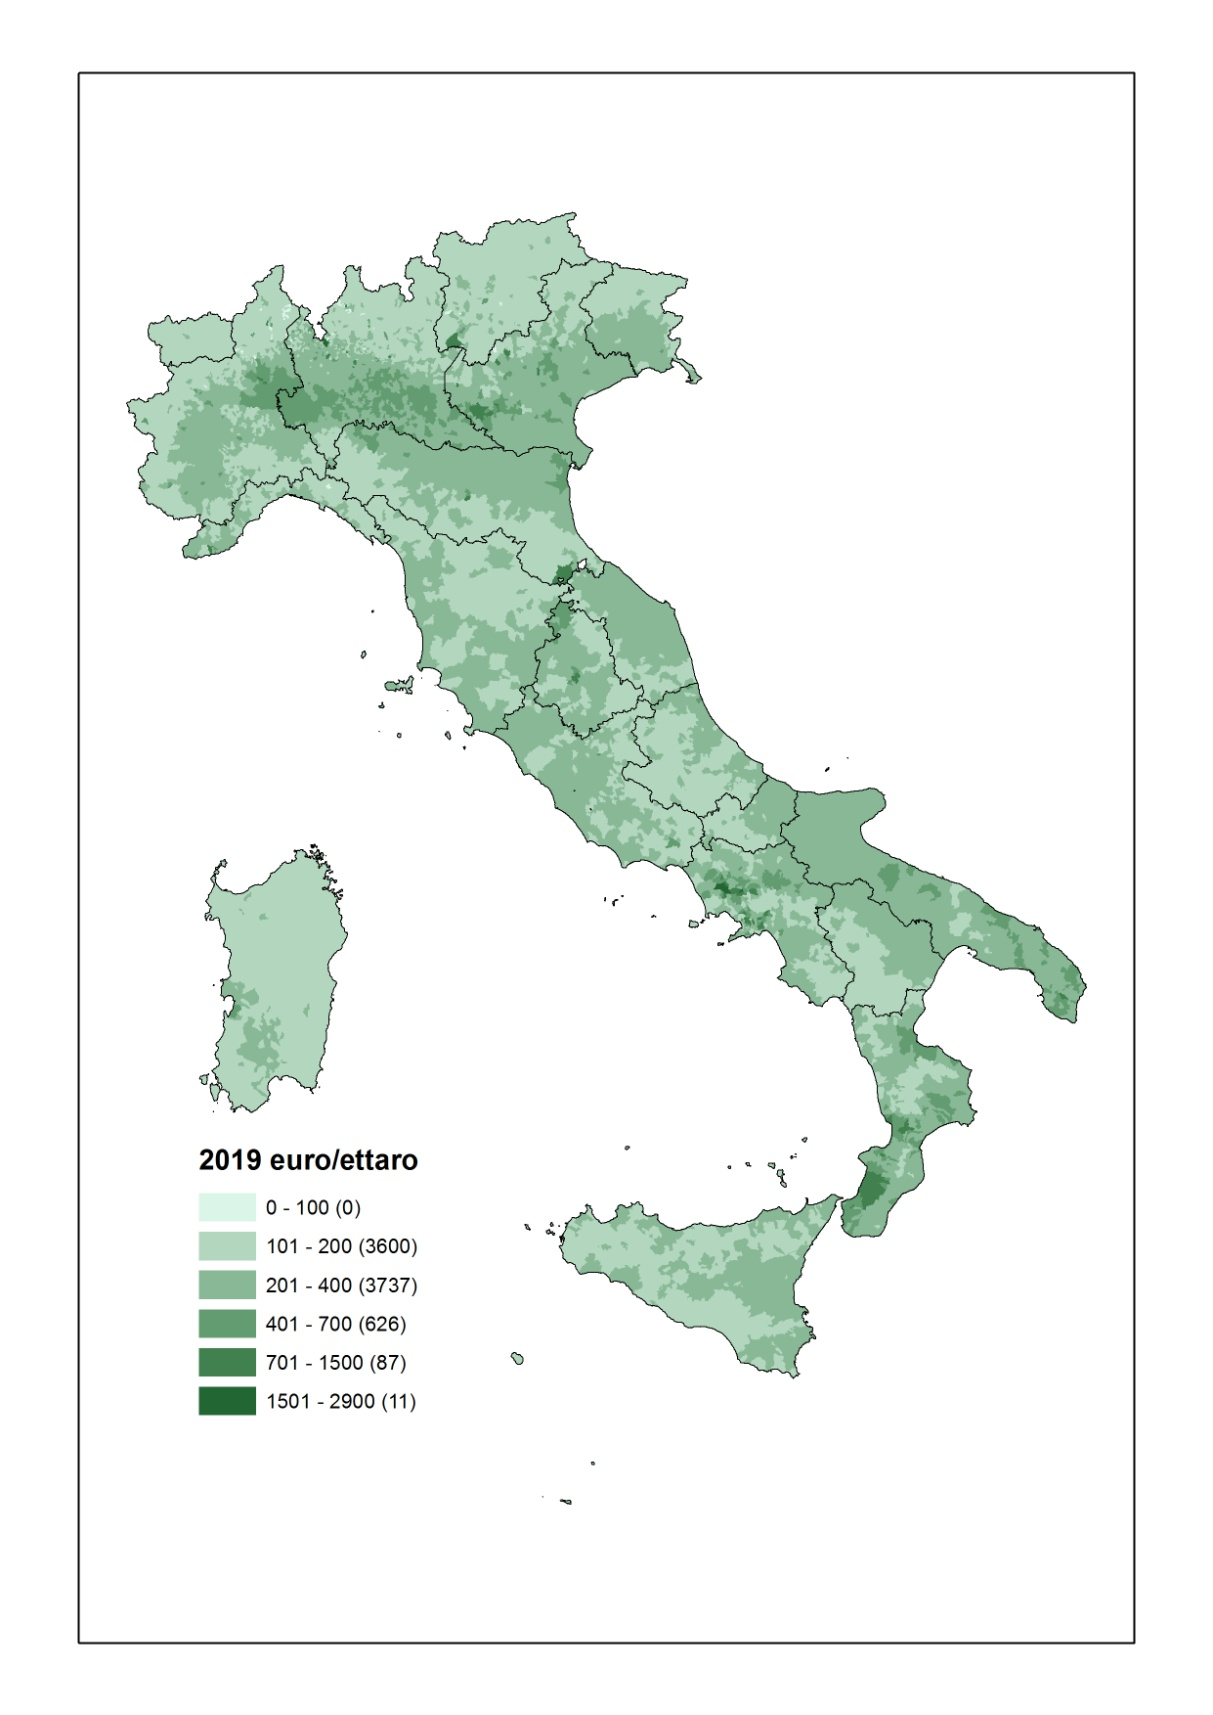 2019 euro/ettaro
0 - 100 (0)
101 - 200 (3600)
201 - 400 (3737)
401 - 700 (626)
701 - 1500 (87)
1501 - 2900 (11)